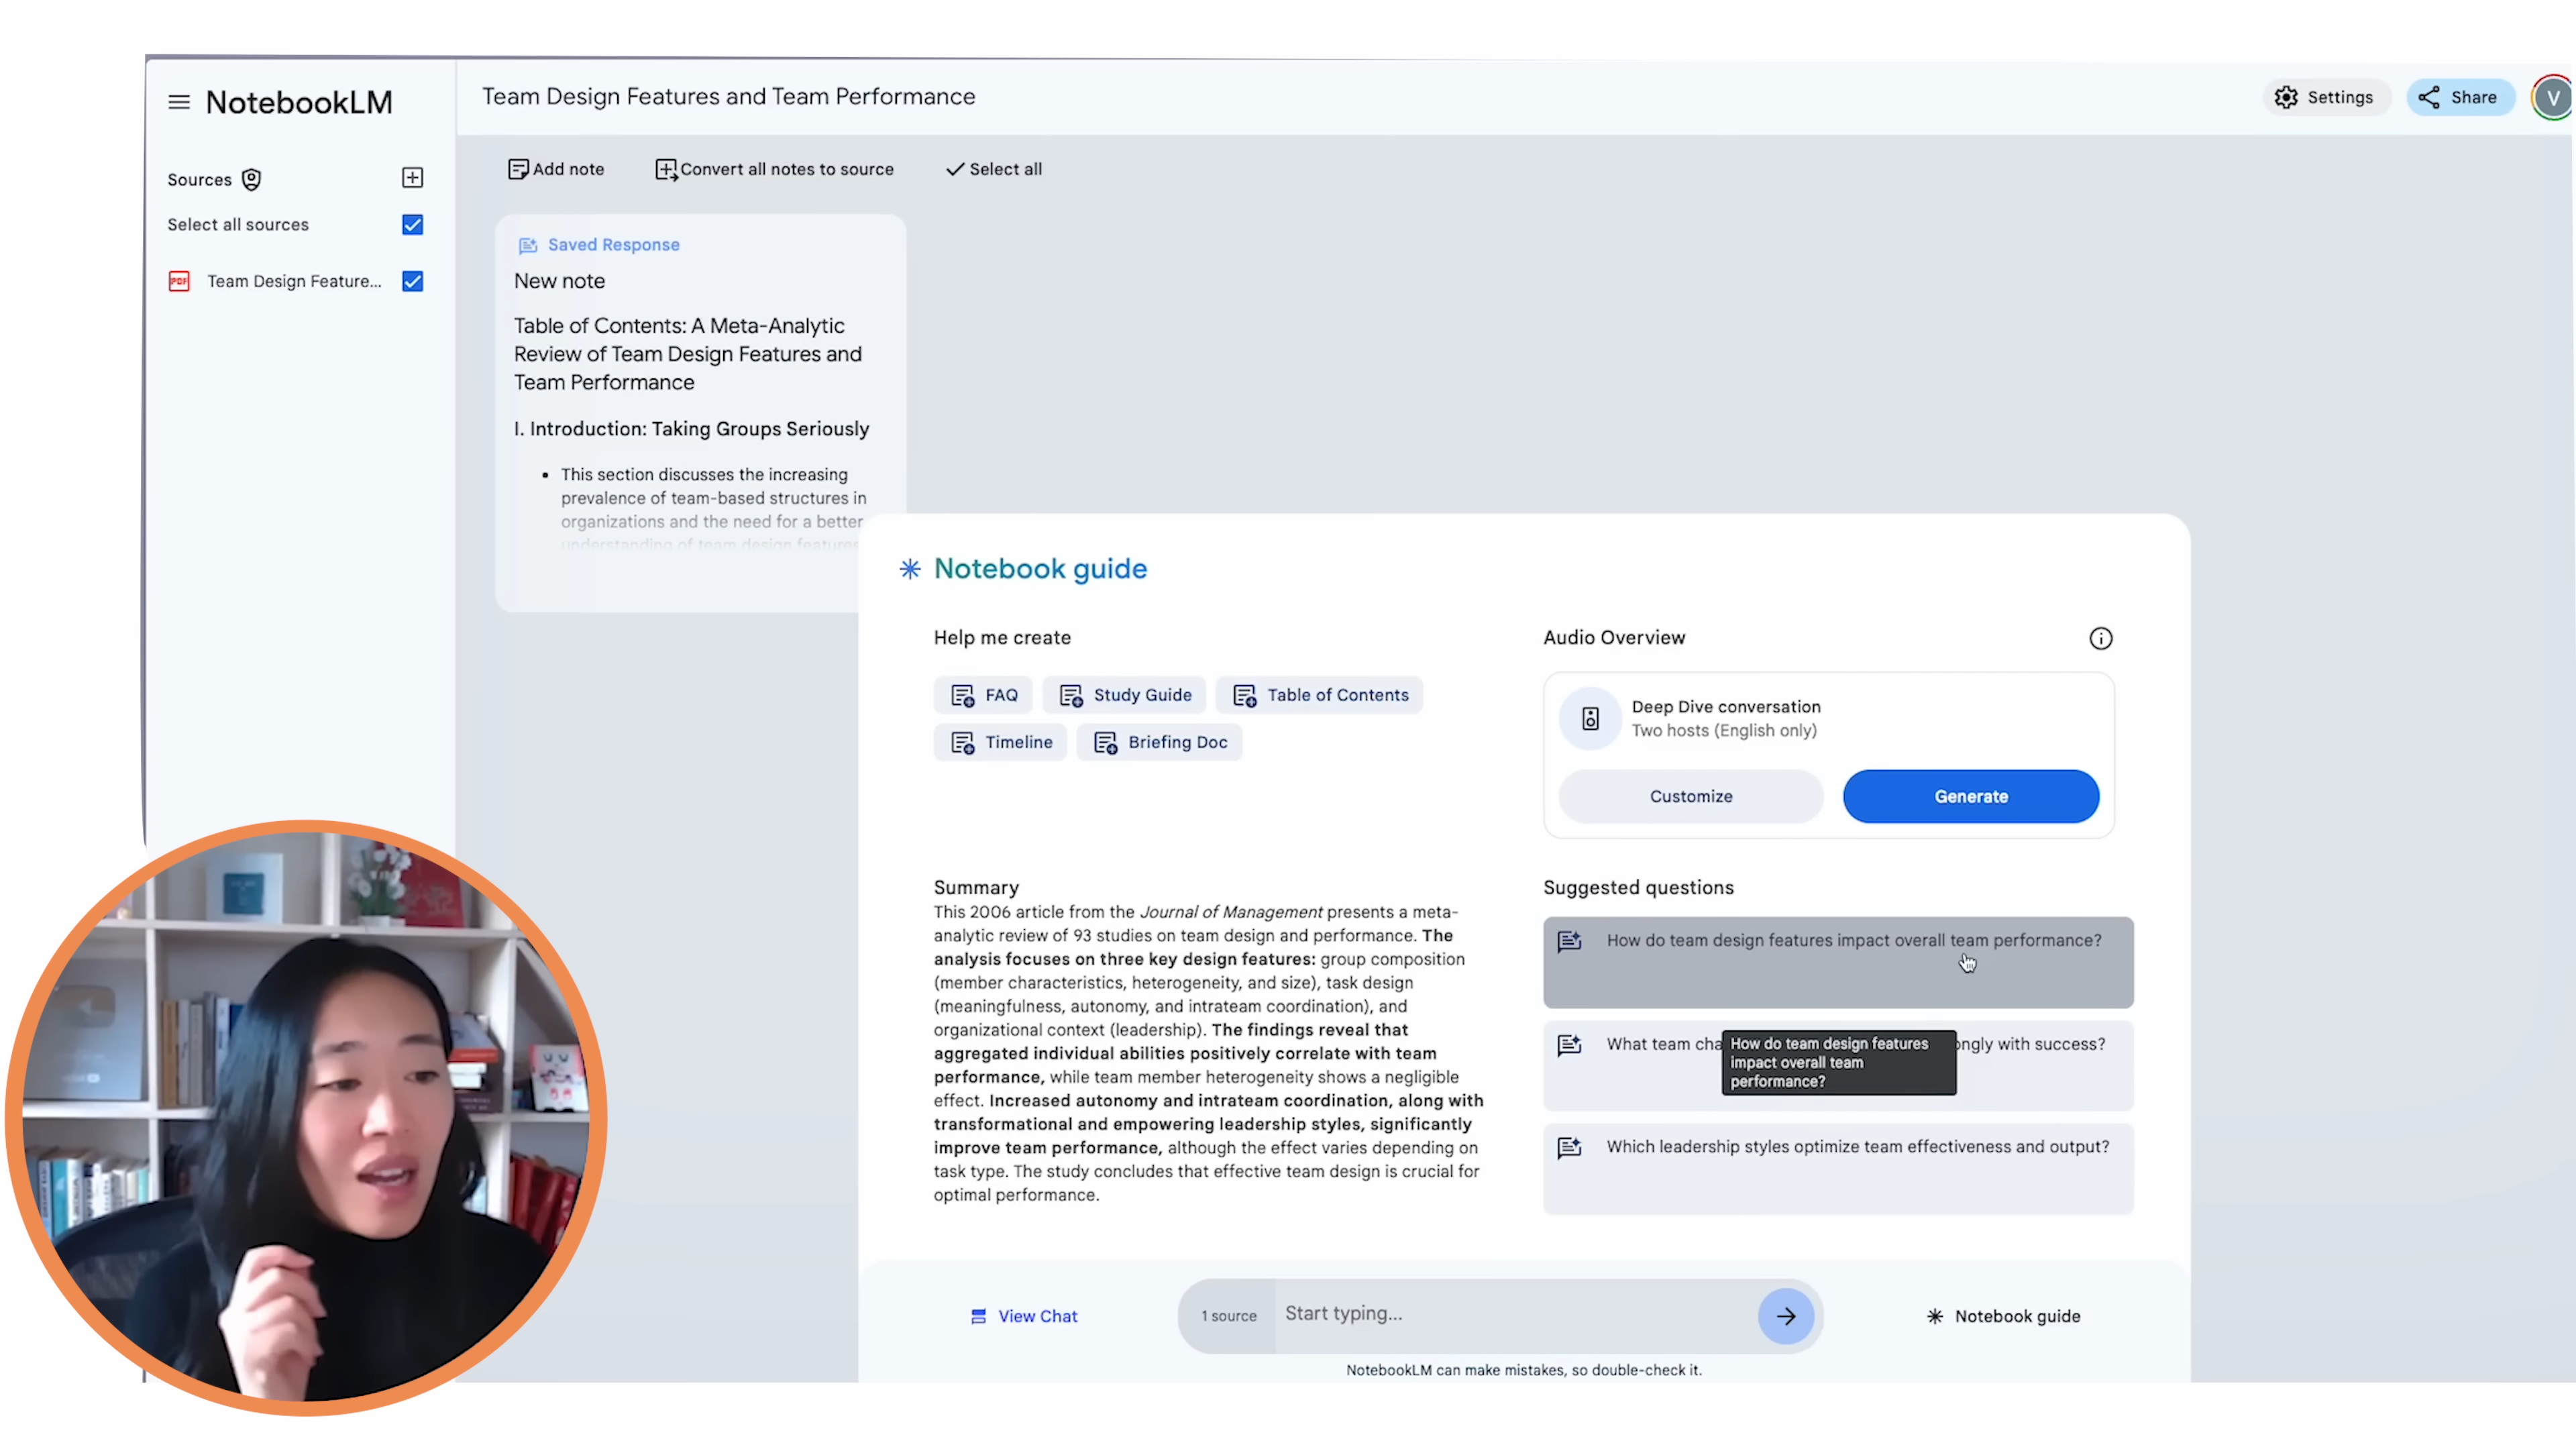 NotebookLM
Team Design Features and Team Performance
Settings
Share
V
Sources
Select all sources
PDF
Team Design Feature...
Add note
Convert all notes to source
Select all
Saved Response
New note
Table of Contents: A Meta-Analytic
Review of Team Design Features and
Team Performance
I. Introduction: Taking Groups Seriously
• This section discusses the increasing
prevalence of team-based structures in
organizations and the need for a better
understanding of team design features
Notebook guide
Help me create
FAQ
Study Guide
Table of Contents
Timeline
Briefing Doc
Audio Overview
Deep Dive conversation
Two hosts (English only)
Customize
Generate
Summary
This 2006 article from the Journal of Management presents a meta-
analytic review of 93 studies on team design and performance. The
analysis focuses on three key design features: group composition
(member characteristics, heterogeneity, and size), task design
(meaningfulness, autonomy, and intrateam coordination), and
organizational context (leadership). The findings reveal that
aggregated individual abilities positively correlate with team
performance, while team member heterogeneity shows a negligible
effect. Increased autonomy and intrateam coordination, along with
transformational and empowering leadership styles, significantly
improve team performance, although the effect varies depending on
task type. The study concludes that effective team design is crucial for
optimal performance.
Suggested questions
How do team design features impact overall team performance?
What team cha
ngly with success?
How do team design features
impact overall team
performance?
Which leadership styles optimize team effectiveness and output?
View Chat
1 source
Start typing...
Notebook guide
NotebookLM can make mistakes, so double-check it.